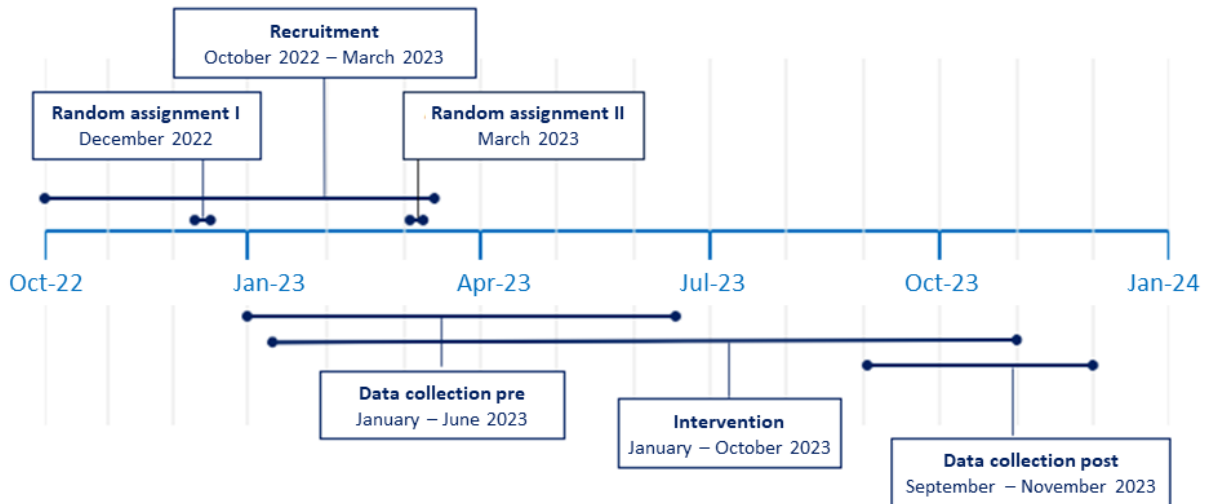 Recruitment
October 2022 – March 2023
Random assignment I
December 2022
Random assignment II
March 2023
Oct-22
Jan-23
Apr-23
Jul-23
Oct-23
Jan-24
Data collection pre
January – June 2023
Intervention
January – October 2023
Data collection post
September – November 2023